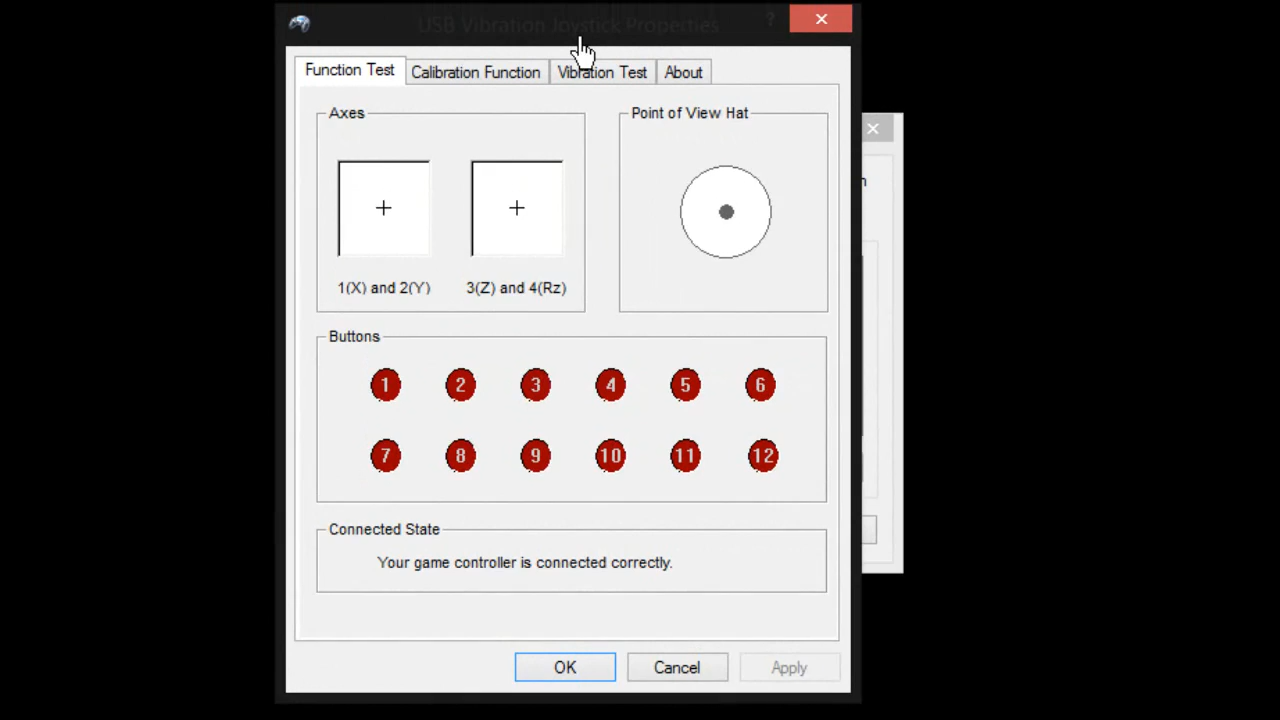 USB Vibration Joystick Properties
?
Function Test
Calibration Function
Vibration Test
About
Axes
Point of View Hat
1(X) and 2(Y)
3(Z) and 4(Rz)
Buttons
1 2 3 4 5 6
7 8 9 10 11 12
Connected State
Your game controller is connected correctly.
OK
Cancel
Apply